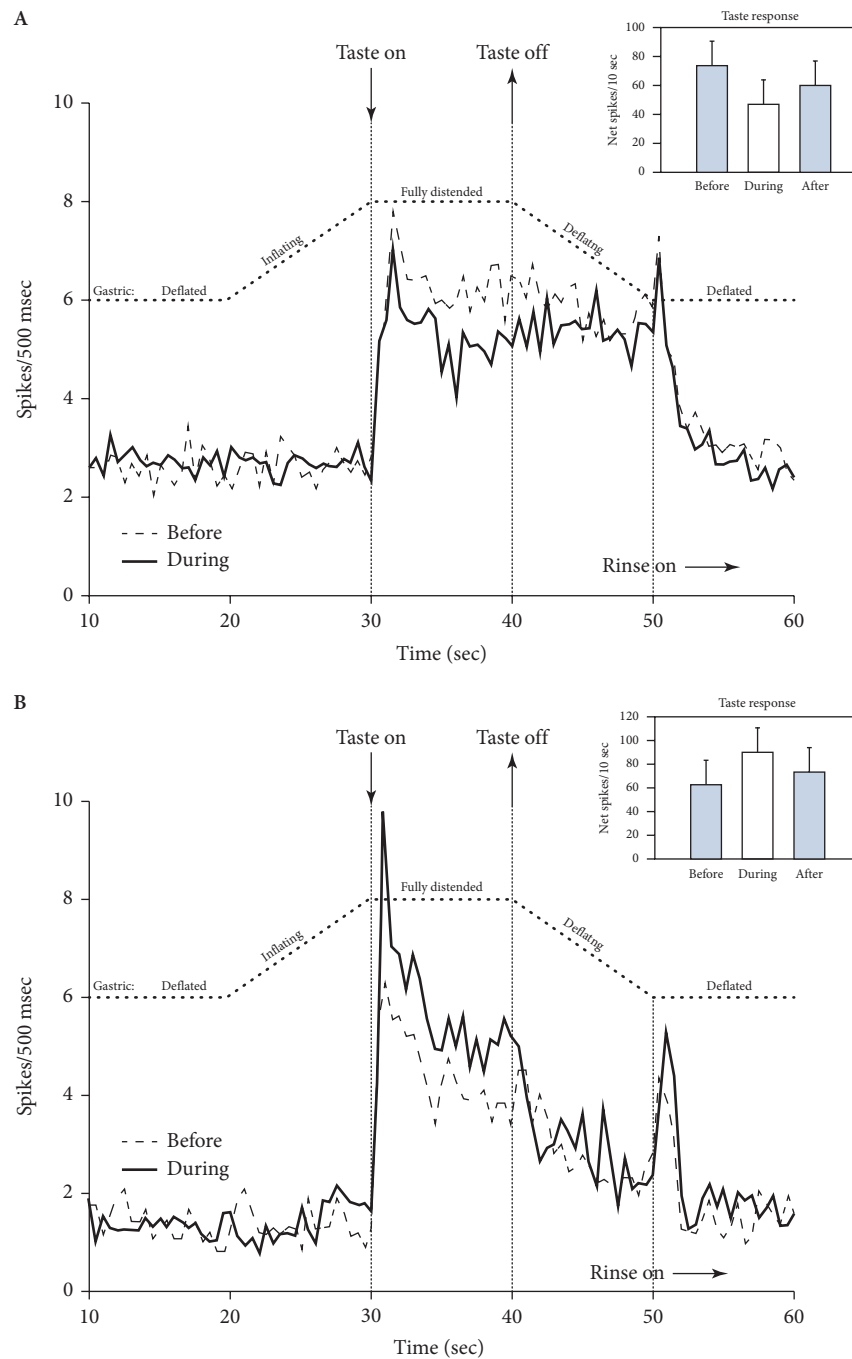 A
Taste on
Taste off
Taste response
Net spikes/10 sec
100
80
60
40
20
0
Before
During
After
Spikes/500 msec
10
8
6
4
2
0
Gastric:
Deflated
Inflating
Fully distended
Deflatng
Deflated
Before
During
Rinse on
10
20
30
40
50
60
Time (sec)
B
Taste on
Taste off
Taste response
Net spikes/10 sec
120
100
80
60
40
20
0
Before
During
After
Spikes/500 msec
10
8
6
4
2
0
Gastric:
Deflated
Inflating
Fully distended
Deflatng
Deflated
Before
During
Rinse on
10
20
30
40
50
60
Time (sec)